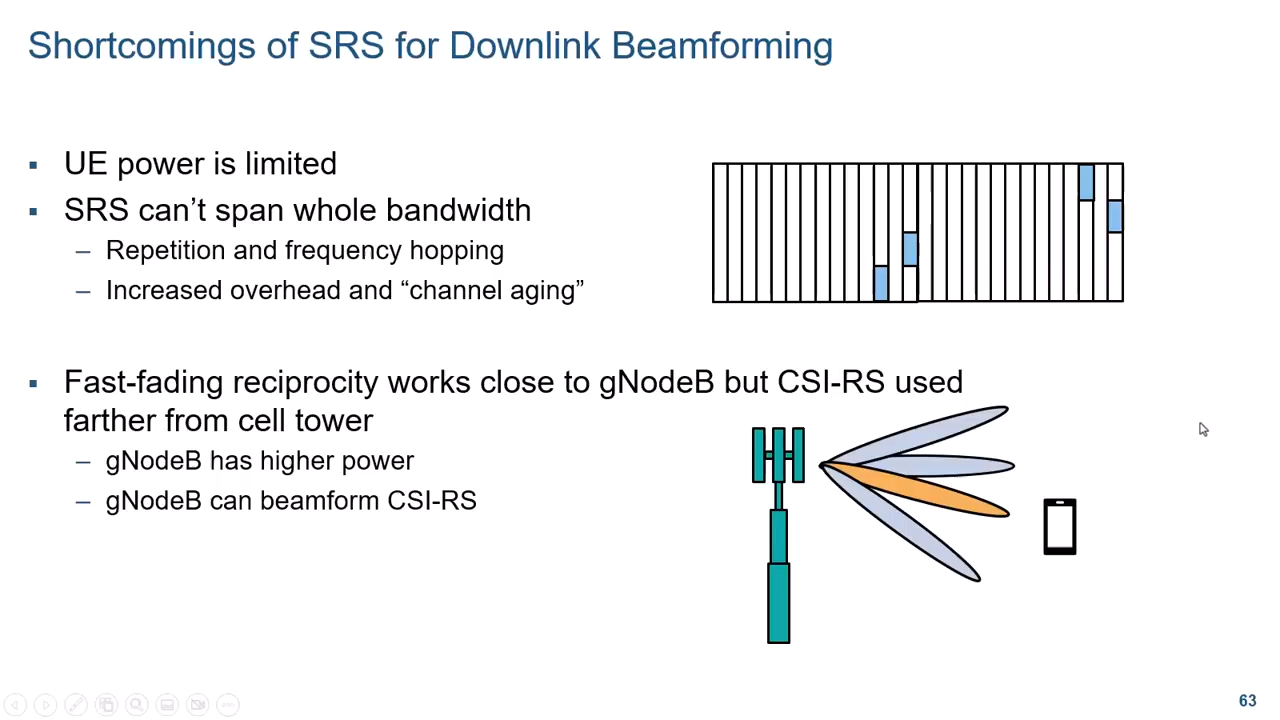 Shortcomings of SRS for Downlink Beamforming
▪ UE power is limited
▪ SRS can’t span whole bandwidth
– Repetition and frequency hopping
– Increased overhead and “channel aging”
▪ Fast-fading reciprocity works close to gNodeB but CSI-RS used
farther from cell tower
– gNodeB has higher power
– gNodeB can beamform CSI-RS
63